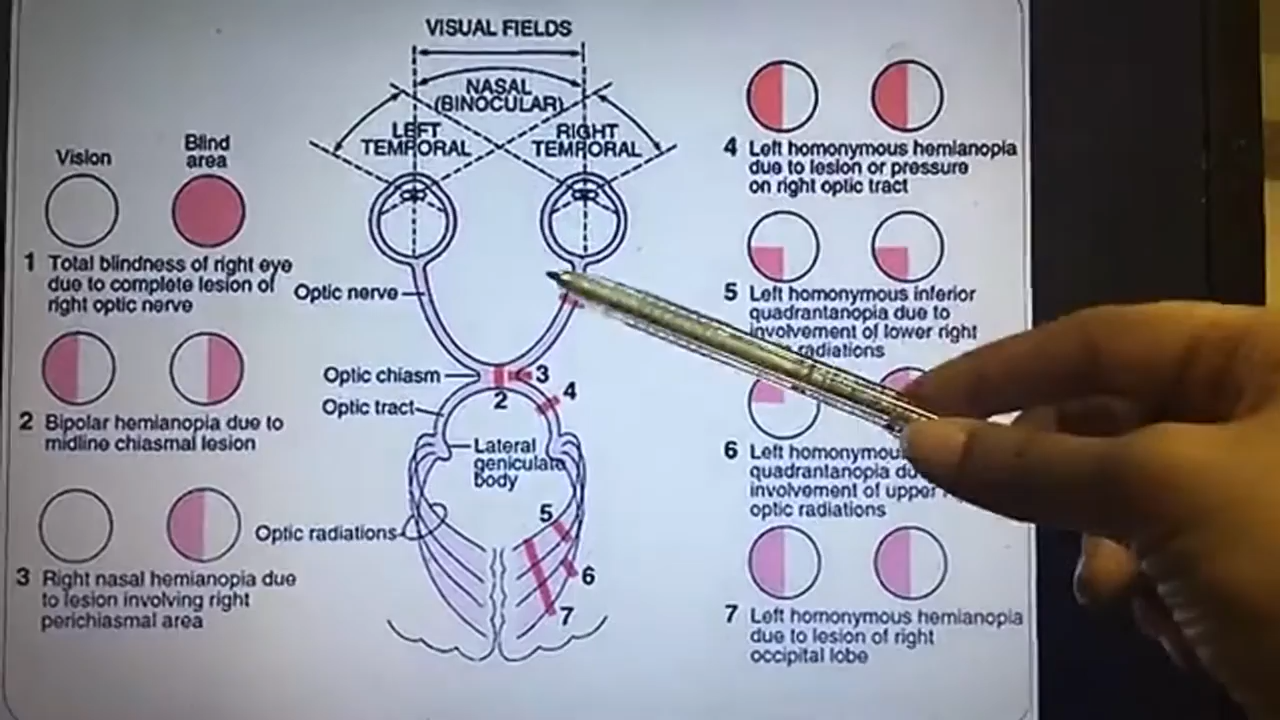 VISUAL FIELDS
NASAL
(BINOCULAR)
LEFT
TEMPORAL
RIGHT
TEMPORAL
Vision
Blind
area
1 Total blindness of right eye
due to complete lesion of
right optic nerve
2 Bipolar hemianopia due to
midline chiasmal lesion
3 Right nasal hemianopia due
to lesion involving right
perichiasmal area
Optic nerve
Optic chiasm
Optic tract
Lateral
geniculate
body
Optic radiations
3
2
4
5
6
7
4 Left homonymous hemianopia
due to lesion or pressure
on right optic tract
5 Left homonymous inferior
quadrantanopia due to
involvement of lower right
radiations
6 Left homonymou
quadrantanopia du
involvement of upper
optic radiations
7 Left homonymous hemianopia
due to lesion of right
occipital lobe